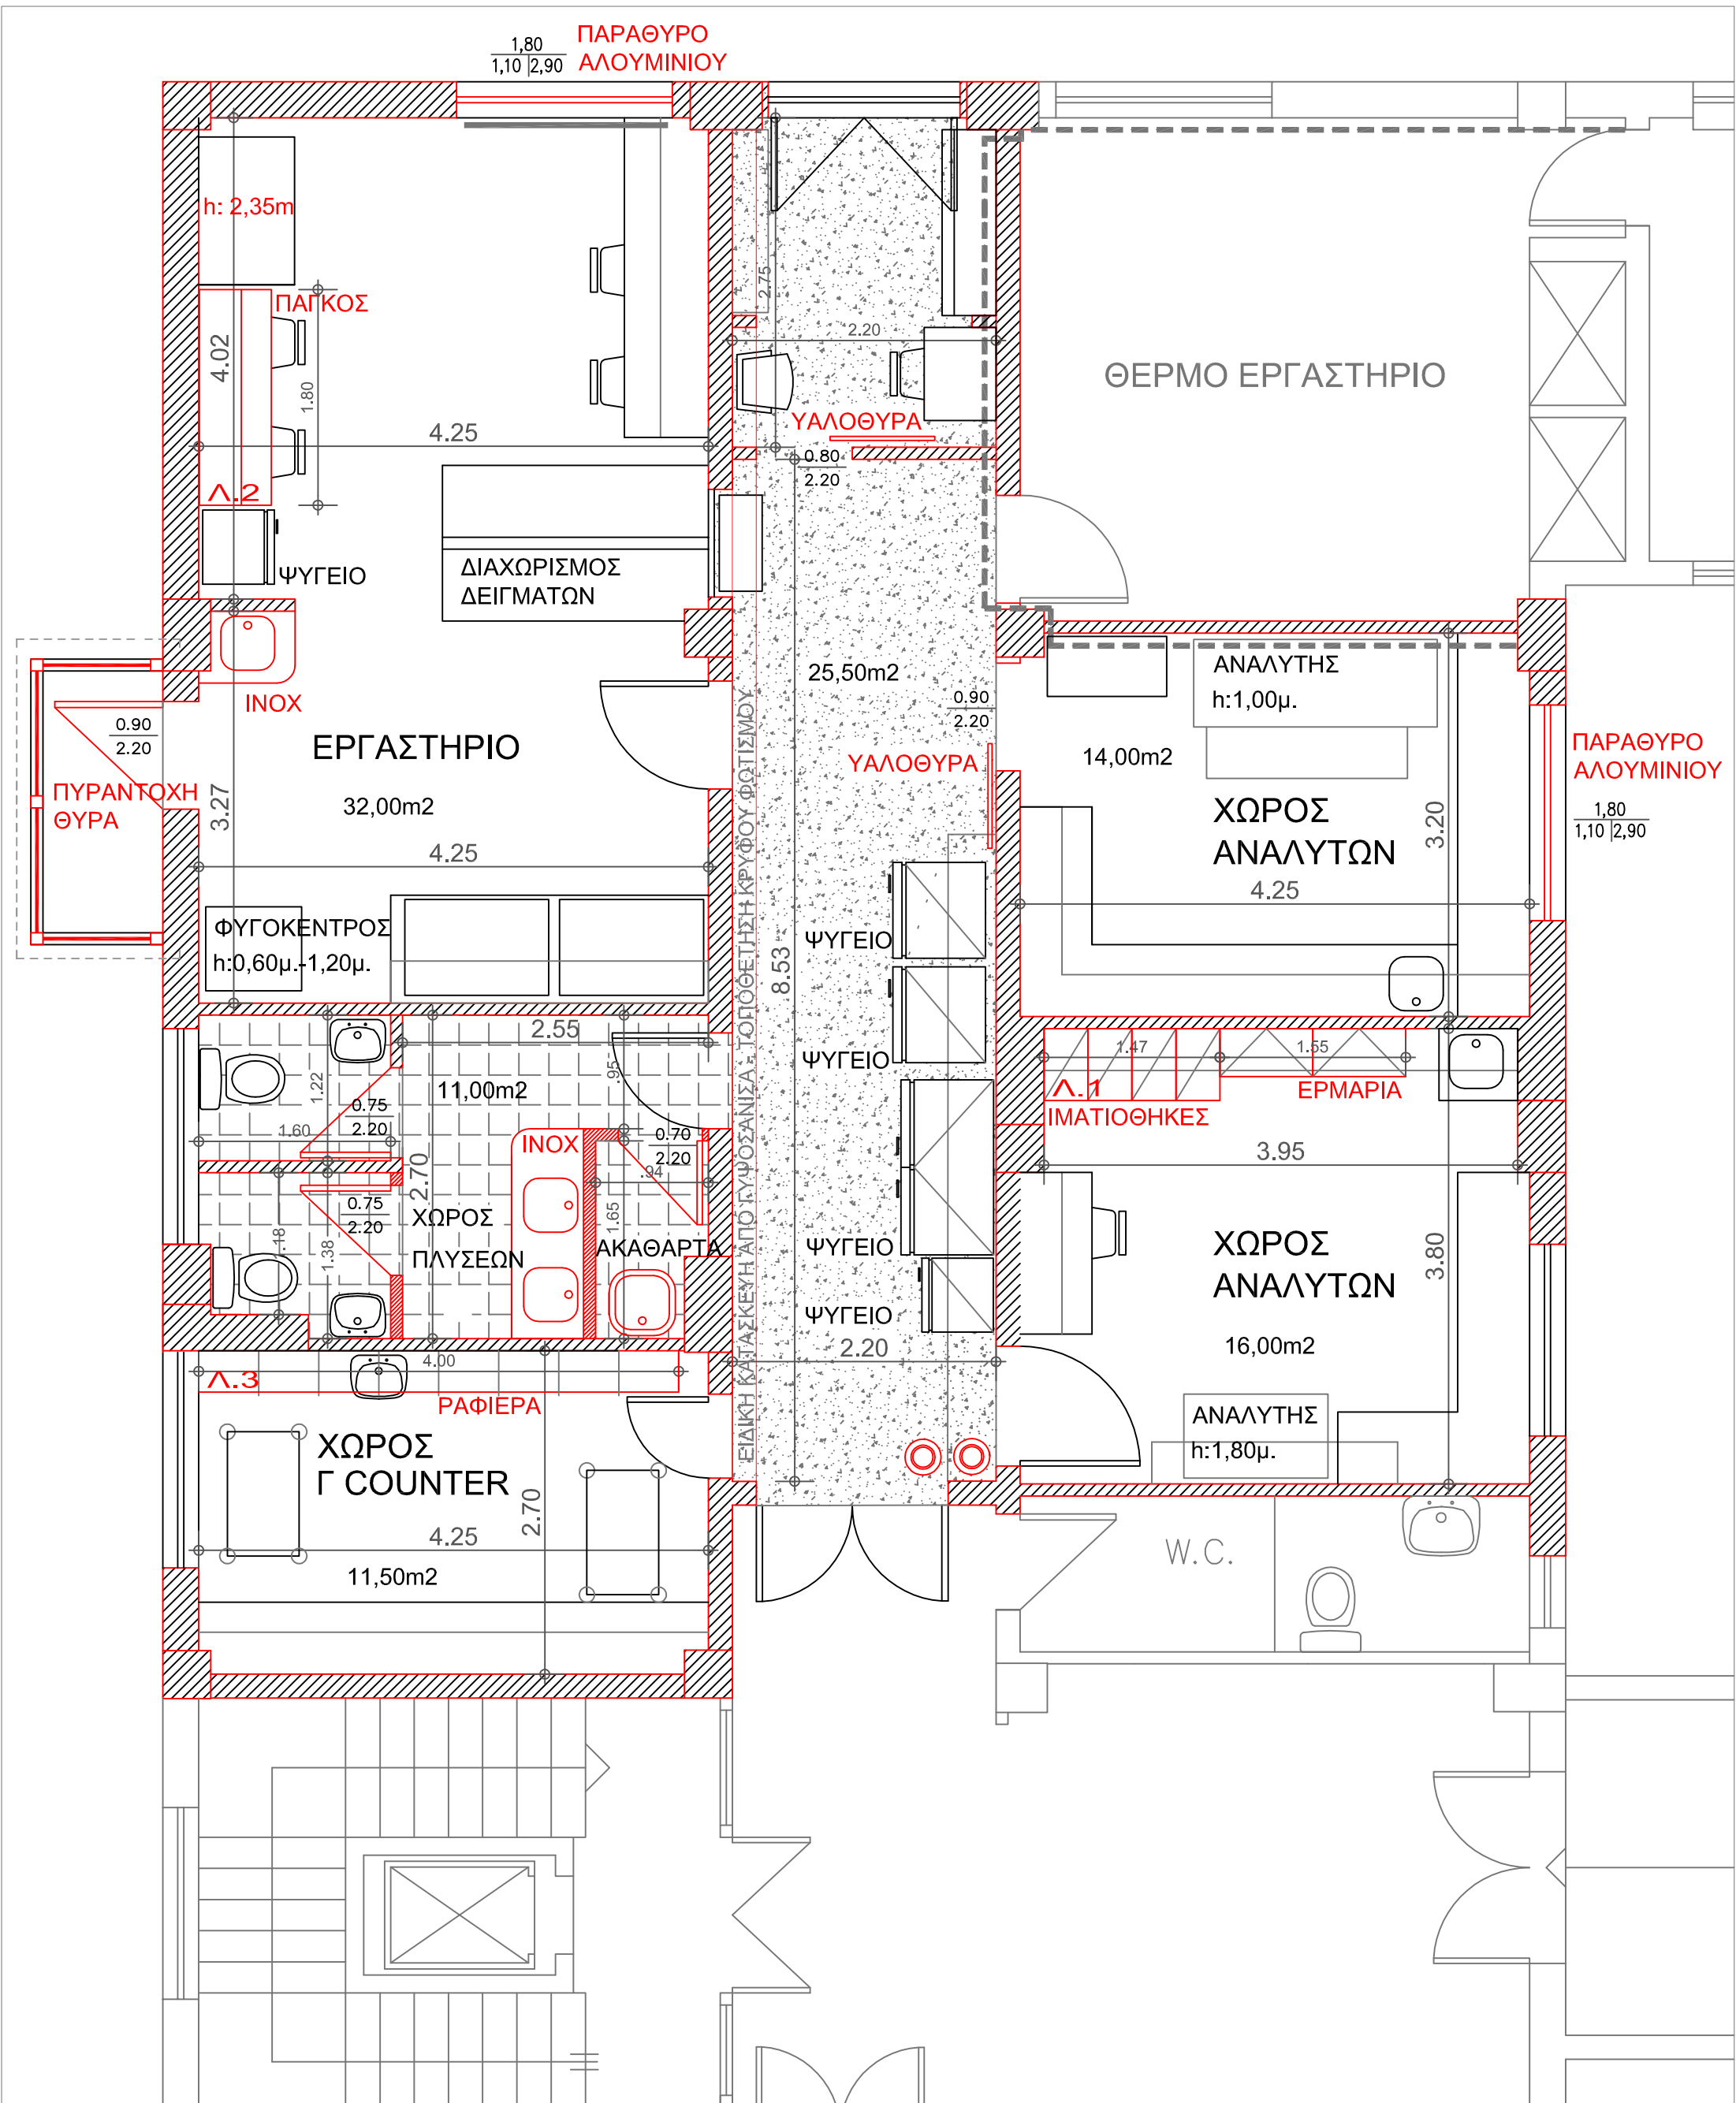 1,80
1,10 2,90
ΠΑΡΑΘΥΡΟ
ΑΛΟΥΜΙΝΙΟΥ
h: 2,35m
ΠΑΓΚΟΣ
4.02
1.80
4.25
Λ.2
ΨΥΓΕΙΟ
ΔΙΑΧΩΡΙΣΜΟΣ
ΔΕΙΓΜΑΤΩΝ
2.75
2.20
ΥΑΛΟΘΥΡΑ
0.80
2.20
ΘΕΡΜΟ ΕΡΓΑΣΤΗΡΙΟ
INOX
0.90
2.20
ΠΥΡΑΝΤΟΧΗ
ΘΥΡΑ
3.27
ΕΡΓΑΣΤΗΡΙΟ
32,00m2
4.25
ΦΥΓΟΚΕΝΤΡΟΣ
h:0,60μ.-1,20μ.
25,50m2
0.90
2.20
ΥΑΛΟΘΥΡΑ
ΕΙΔΙΚΗ ΚΑΤΑΣΚΕΥΗ ΑΠΟ ΓΥΨΟΣΑΝΙΣΑ - ΤΟΠΟΘΕΤΗΣΗ ΚΡΥΦΟΥ ΦΩΤΙΣΜΟΥ
8.53
ΨΥΓΕΙΟ
ΨΥΓΕΙΟ
ΨΥΓΕΙΟ
ΨΥΓΕΙΟ
2.20
ΑΝΑΛΥΤΗΣ
h:1,00μ.
14,00m2
ΧΩΡΟΣ
ΑΝΑΛΥΤΩΝ
3.20
4.25
ΠΑΡΑΘΥΡΟ
ΑΛΟΥΜΙΝΙΟΥ
1,80
1,10 2,90
1.47
1.55
Λ.1
ΙΜΑΤΙΟΘΗΚΕΣ
ΕΡΜΑΡΙΑ
3.95
ΧΩΡΟΣ
ΑΝΑΛΥΤΩΝ
3.80
16,00m2
ΑΝΑΛΥΤΗΣ
h:1,80μ.
2.55
1.22
11,00m2
.95
0.75
2.20
1.60
INOX
0.70
2.20
.94
2.70
0.75
2.20
1.18
1.38
1.65
ΧΩΡΟΣ
ΠΛΥΣΕΩΝ
ΑΚΑΘΑΡΤΑ
4.00
Λ.3
ΡΑΦΙΕΡΑ
ΧΩΡΟΣ
Γ COUNTER
2.70
4.25
11,50m2
W.C.